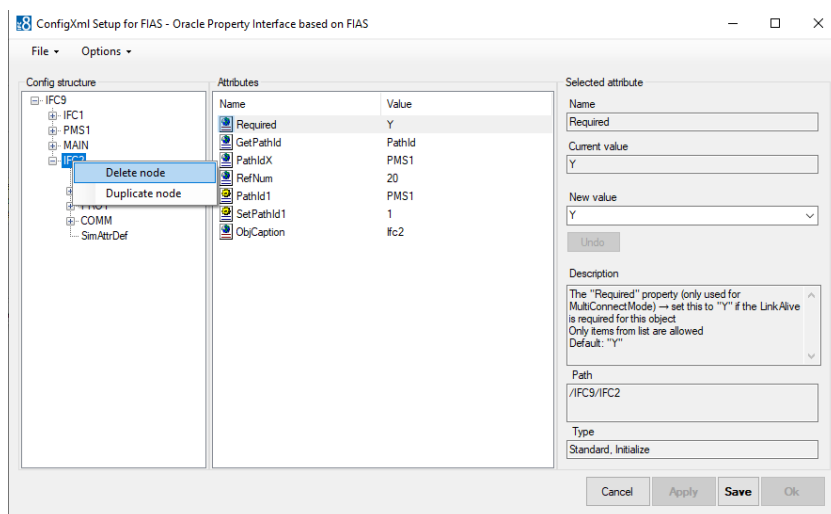 ConfigXml Setup for FIAS - Oracle Property Interface based on FIAS
File Options
Config structure
IFC9
IFC1
PMS1
MAIN
IFC2
Delete node
Duplicate node
COMM
SimAttrDef
Attributes
Name Value
Required Y
GetPathId PathId
PathIdX PMS1
RefNum 20
PathId1 PMS1
SetPathId1 1
ObjCaption Ifc2
Selected attribute
Name
Required
Current value
Y
New value
Y
Undo
Description
The "Required" property (only used for
MultiConnectMode) → set this to "Y" if the LinkAlive
is required for this object
Only items from list are allowed
Default: "Y"
Path
/IFC9/IFC2
Type
Standard, Initialize
Cancel Apply Save Ok